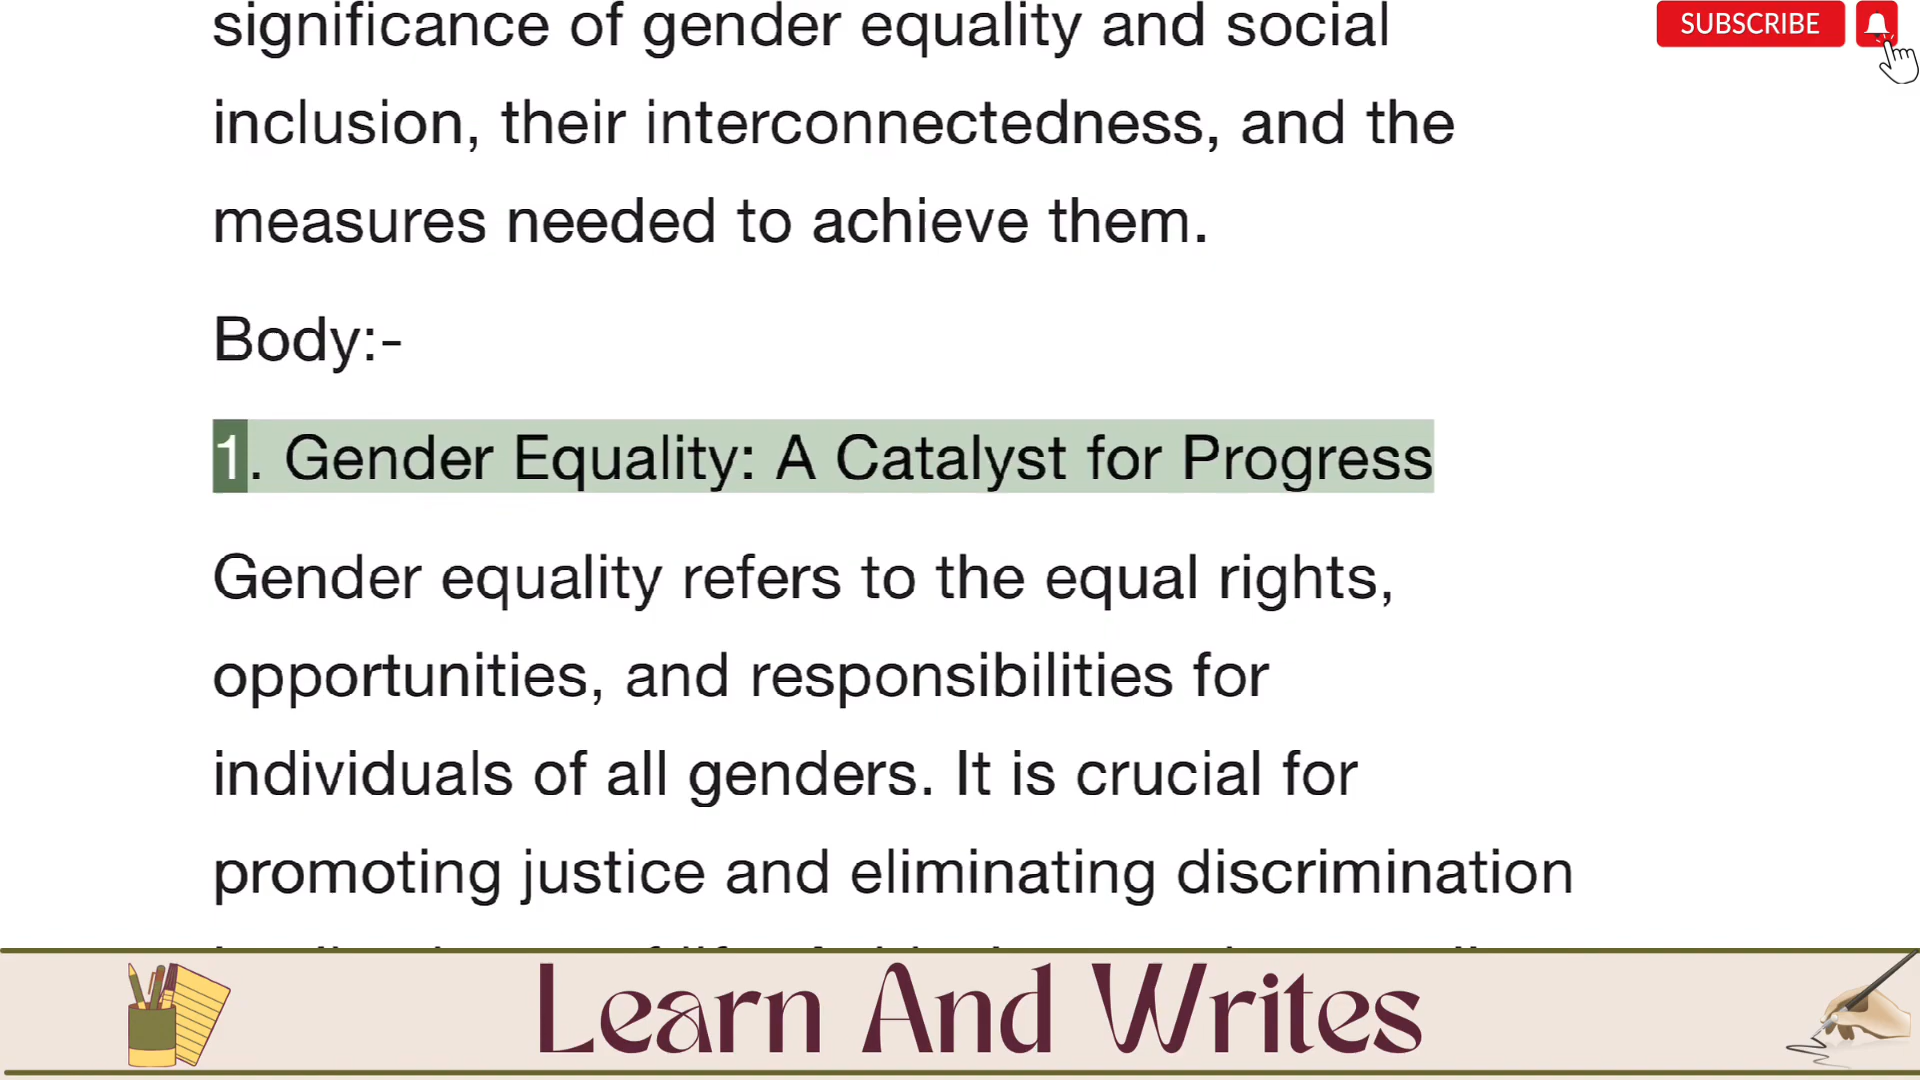 significance of gender equality and social
SUBSCRIBE
inclusion, their interconnectedness, and the
measures needed to achieve them.
Body:-
1. Gender Equality: A Catalyst for Progress
Gender equality refers to the equal rights,
opportunities, and responsibilities for
individuals of all genders. It is crucial for
promoting justice and eliminating discrimination
Learn And Writes